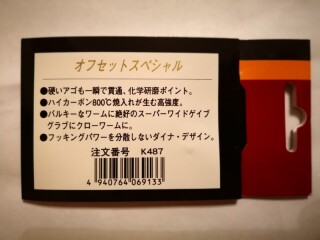 オフセットスペシャル
●硬いアゴも一瞬で貫通、化学研磨ポイント。
●ハイカーボン800℃焼入れが生む高強度。
●バルキーなワームに絶好のスーパーワイドゲイプ
グラブにクローワームに。
●フッキングパワーを分散しないダイナ・デザイン。
注文番号 K487
4 940764 069133